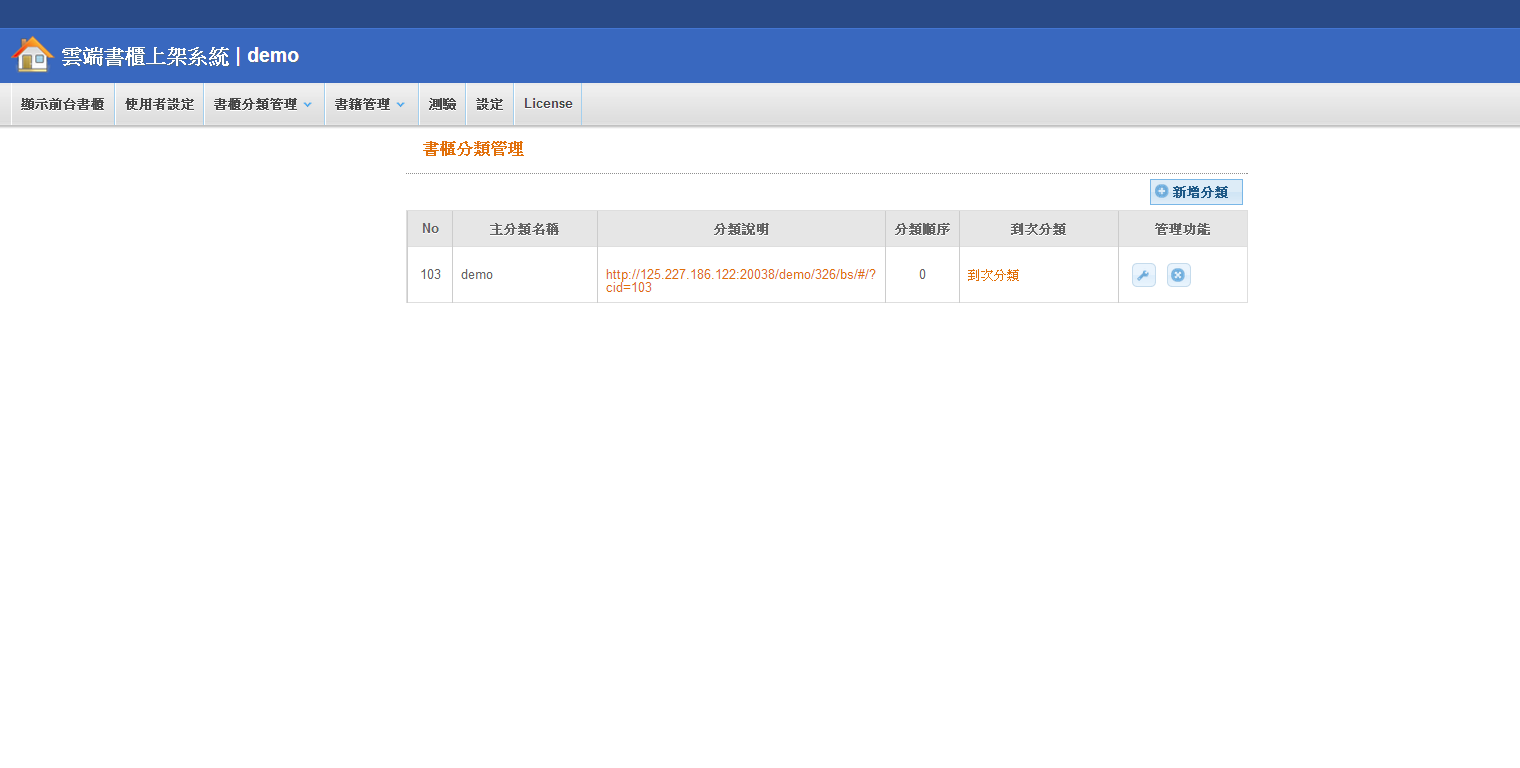 雲端書櫃上架系統 | demo
顯示前台書櫃 使用者設定 書櫃分類管理 書籍管理 測驗 設定 License
書櫃分類管理
新增分類
No 主分類名稱 分類說明 分類順序 到次分類 管理功能
103 demo http://125.227.186.122:20038/demo/326/bs/#/? 0 到次分類
cid=103